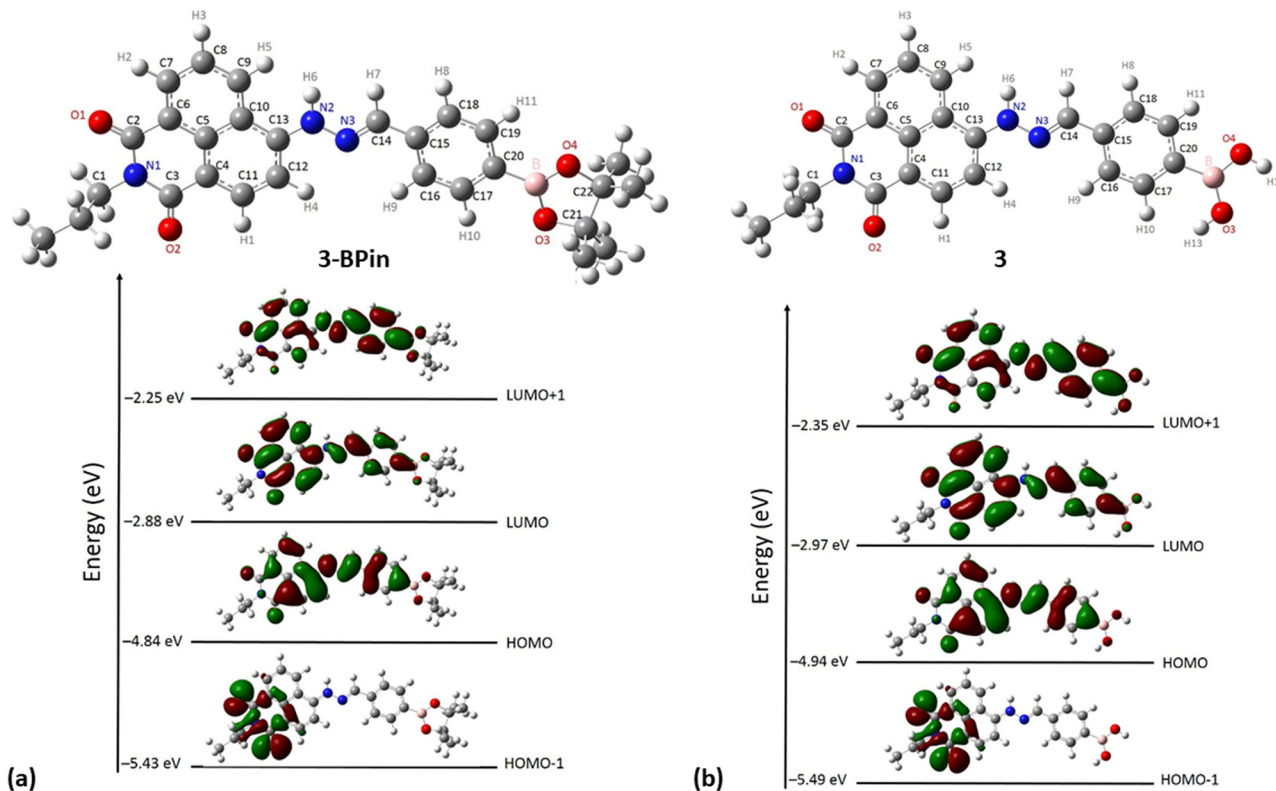 H3
H2
C8
H5
C7
C9
H6
H7
H8
O1
C6
C10
N2
C18
H11
C2
C5
C13
N3
C19
C14
C15
C20
O4
N1
C4
C12
B
C1
C3
C11
C16
C17
C22
H4
H9
C21
O2
H1
H10
O3
3-BPin
Energy (eV)
−2.25 eV
LUMO+1
−2.88 eV
LUMO
−4.84 eV
HOMO
−5.43 eV
HOMO-1
(a)
H3
H2
C8
H5
C7
C9
H6
H7
H8
O1
C6
C10
N2
C18
H11
C2
C5
C13
N3
C19
C14
C15
C20
O4
N1
C4
C12
B
C1
C3
C11
C16
C17
H4
H9
O2
H1
H10
H13
O3
3
Energy (eV)
−2.35 eV
LUMO+1
−2.97 eV
LUMO
−4.94 eV
HOMO
−5.49 eV
HOMO-1
(b)